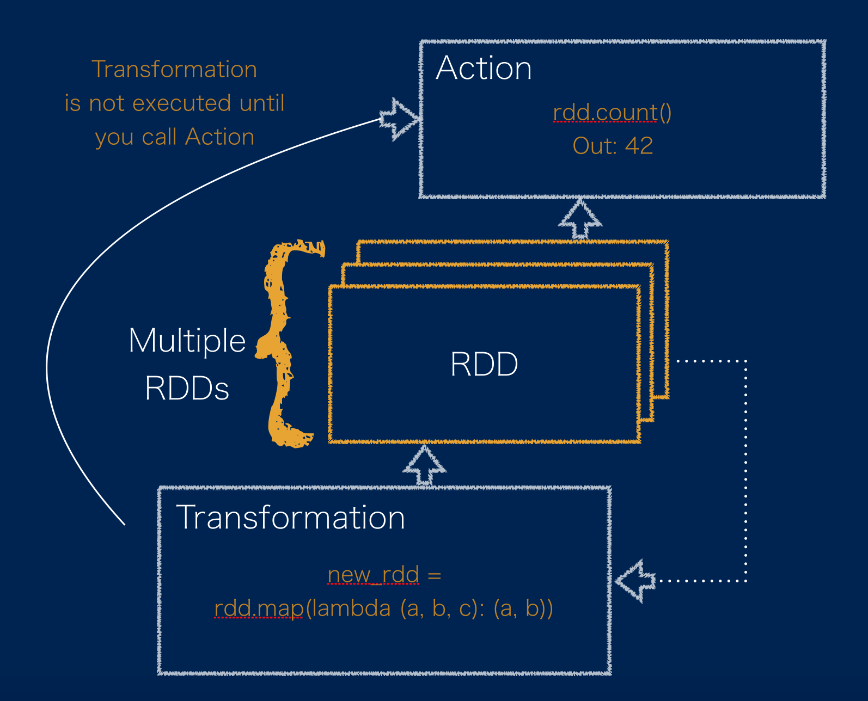 Transformation
is not executed until
you call Action
Action
rdd.count()
Out: 42
Multiple
RDDs
RDD
Transformation
new_rdd =
rdd.map(lambda (a, b, c): (a, b))